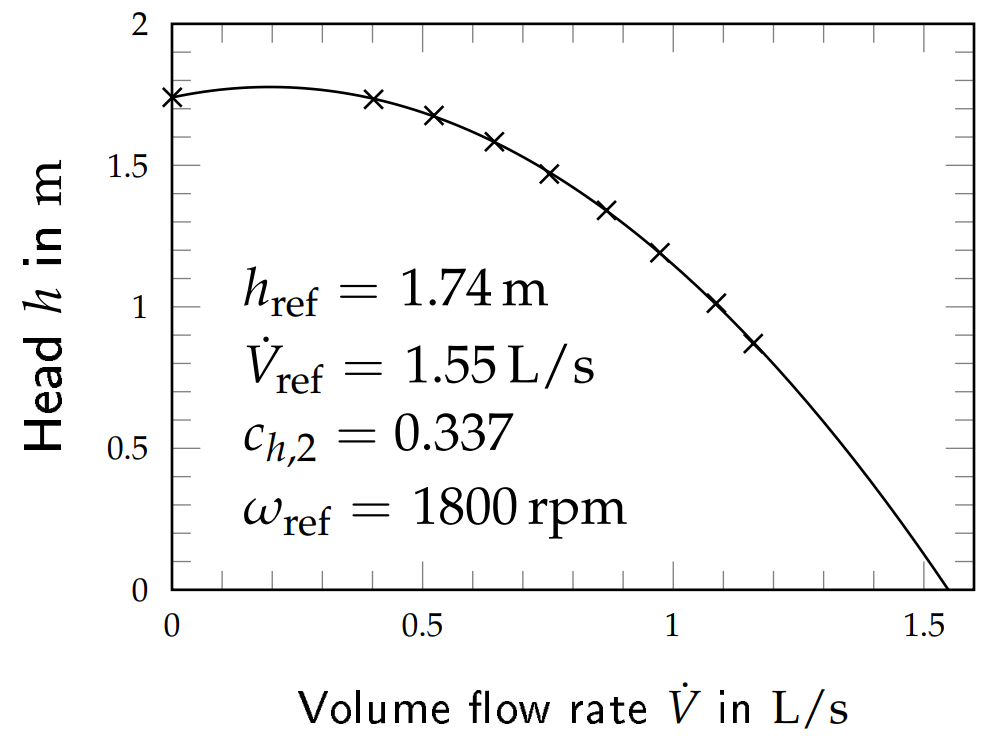 2
1.5
1
0.5
0
0 0.5 1 1.5
Head h in m
h_ref = 1.74 m
V̇_ref = 1.55 L/s
c_h,2 = 0.337
ω_ref = 1800 rpm
Volume flow rate V̇ in L/s